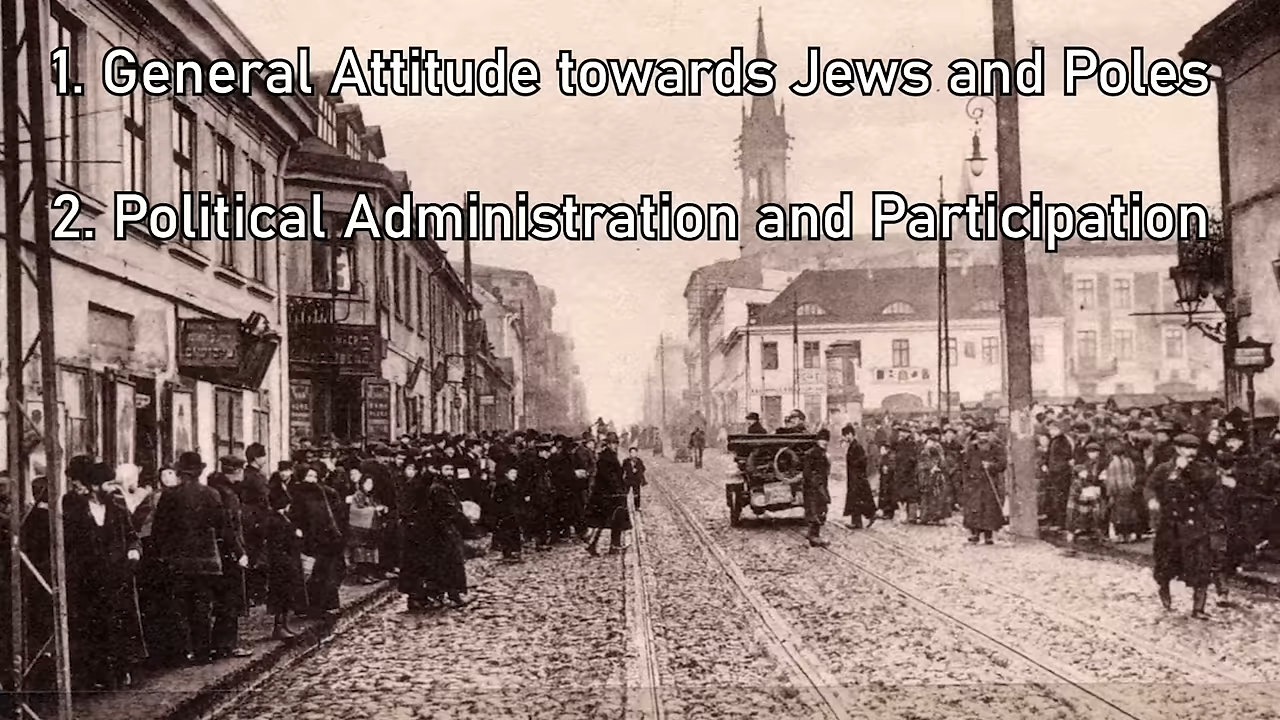 1. General Attitude towards Jews and Poles
2. Political Administration and Participation